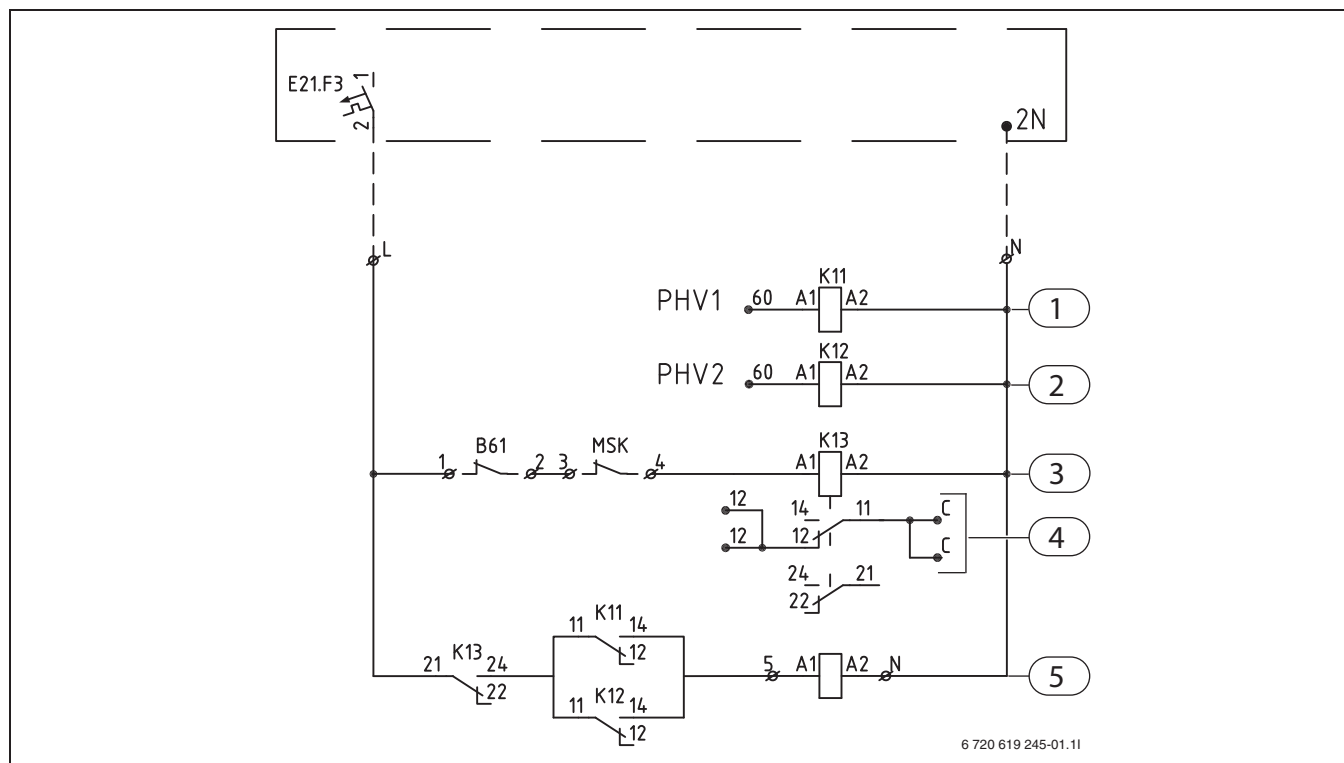 E21.F3
1
2
2N
L
N
K11
PHV1 60 A1 A2 1
K12
PHV2 60 A1 A2 2
B61 MSK K13
1 2 3 4 A1 A2 3
12 14 11 C
12 12 C 4
24 21
22
K11
11 14
12
K13
21 24
22
5 A1 A2 N 5
K12
11 14
12
6 720 619 245-01.1I